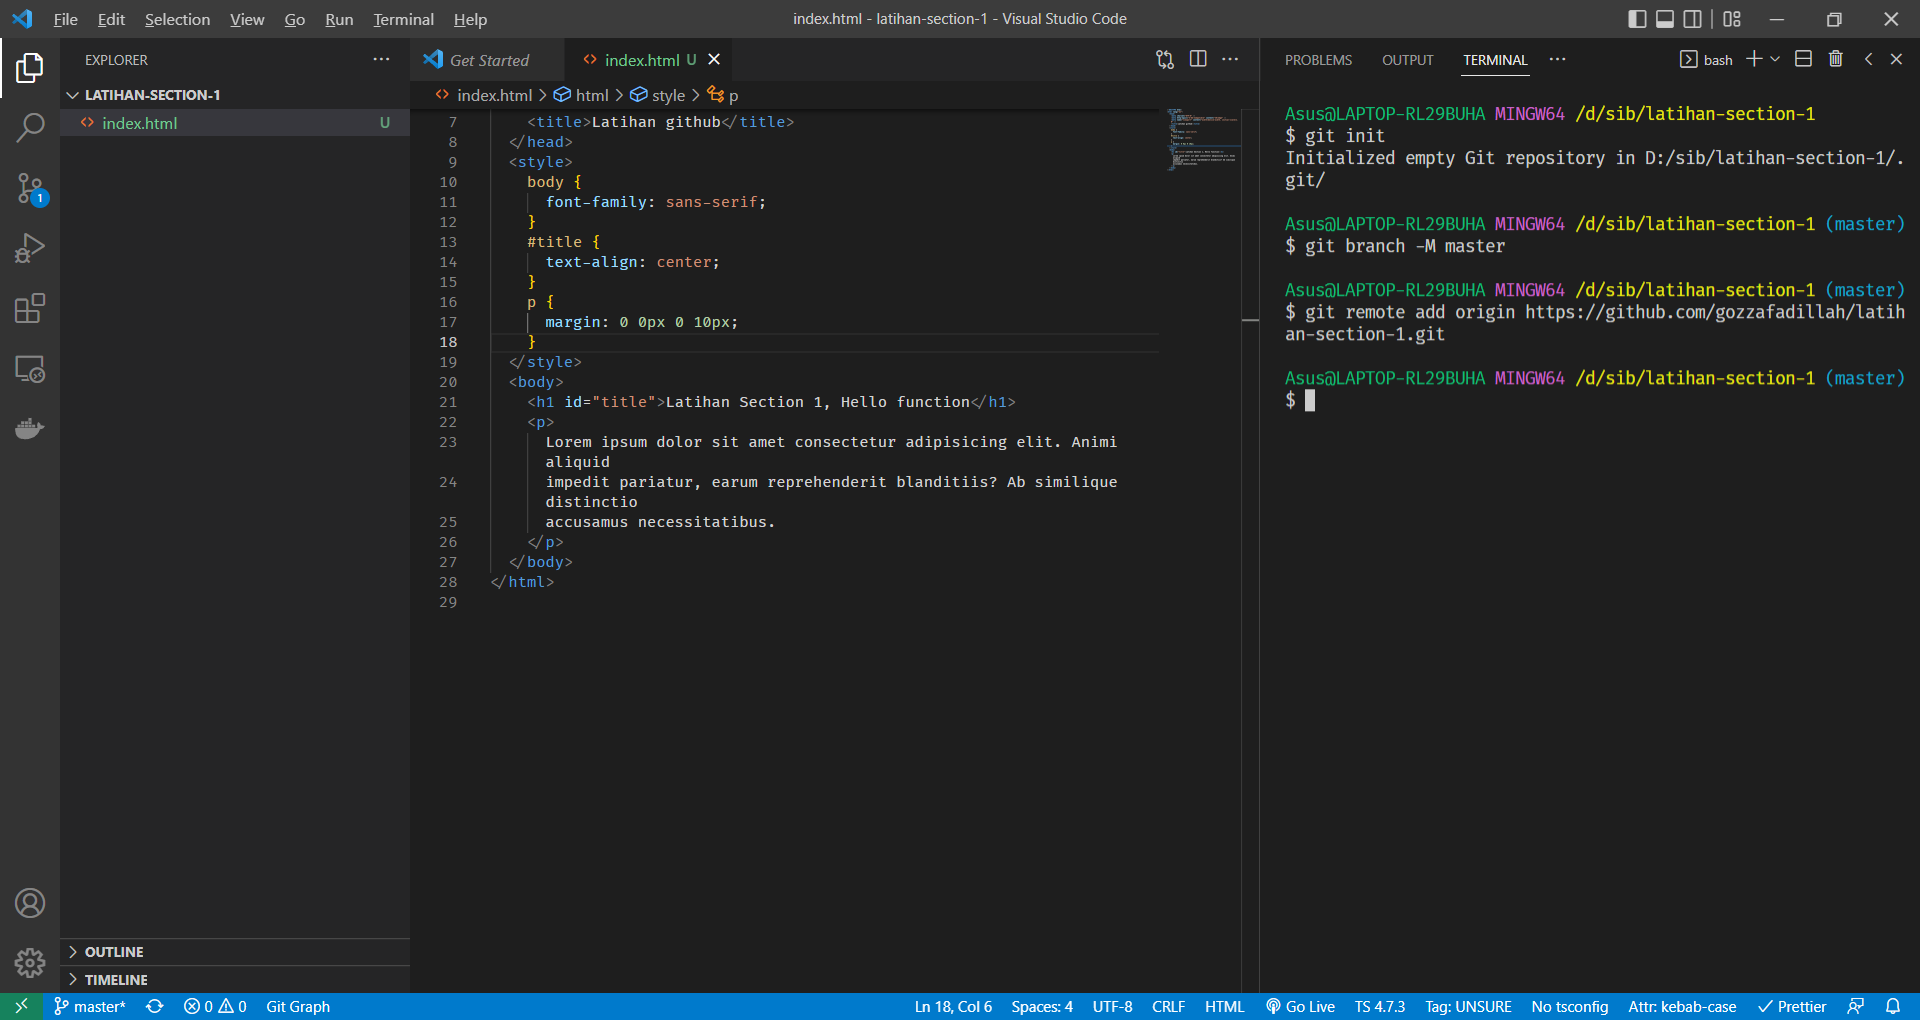 File Edit Selection View Go Run Terminal Help
index.html - latihan-section-1 - Visual Studio Code
EXPLORER
LATIHAN-SECTION-1
index.html U
1
OUTLINE
TIMELINE
Get Started
index.html U
index.html > html > style > p
7 <title>Latihan github</title>
8 </head>
9 <style>
10 body {
11 font-family: sans-serif;
12 }
13 #title {
14 text-align: center;
15 }
16 p {
17 margin: 0 0px 0 10px;
18 }
19 </style>
20 <body>
21 <h1 id="title">Latihan Section 1, Hello function</h1>
22 <p>
23 Lorem ipsum dolor sit amet consectetur adipisicing elit. Animi
aliquid
24 impedit pariatur, earum reprehenderit blanditiis? Ab similique
distinctio
25 accusamus necessitatibus.
26 </p>
27 </body>
28 </html>
29
PROBLEMS OUTPUT TERMINAL
bash
Asus@LAPTOP-RL29BUHA MINGW64 /d/sib/latihan-section-1
$ git init
Initialized empty Git repository in D:/sib/latihan-section-1/.
git/
Asus@LAPTOP-RL29BUHA MINGW64 /d/sib/latihan-section-1 (master)
$ git branch -M master
Asus@LAPTOP-RL29BUHA MINGW64 /d/sib/latihan-section-1 (master)
$ git remote add origin https://github.com/gozzafadillah/latih
an-section-1.git
Asus@LAPTOP-RL29BUHA MINGW64 /d/sib/latihan-section-1 (master)
$
master* 0 0 Git Graph
Ln 18, Col 6 Spaces: 4 UTF-8 CRLF HTML Go Live TS 4.7.3 Tag: UNSURE No tsconfig Attr: kebab-case Prettier